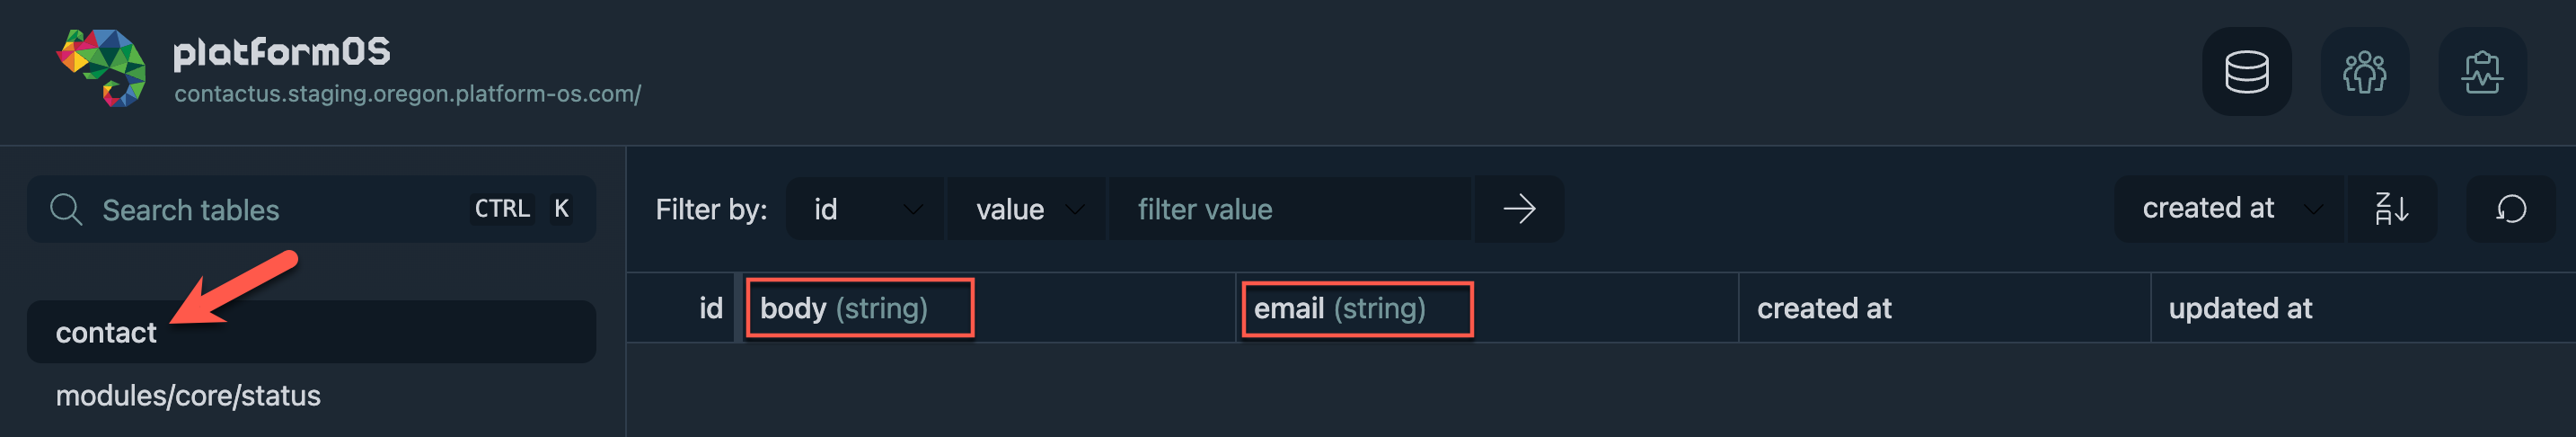 platformOS
contactus.staging.oregon.platform-os.com/
Search tables CTRL K
contact
modules/core/status
Filter by: id value filter value created at Z A
id body (string) email (string) created at updated at